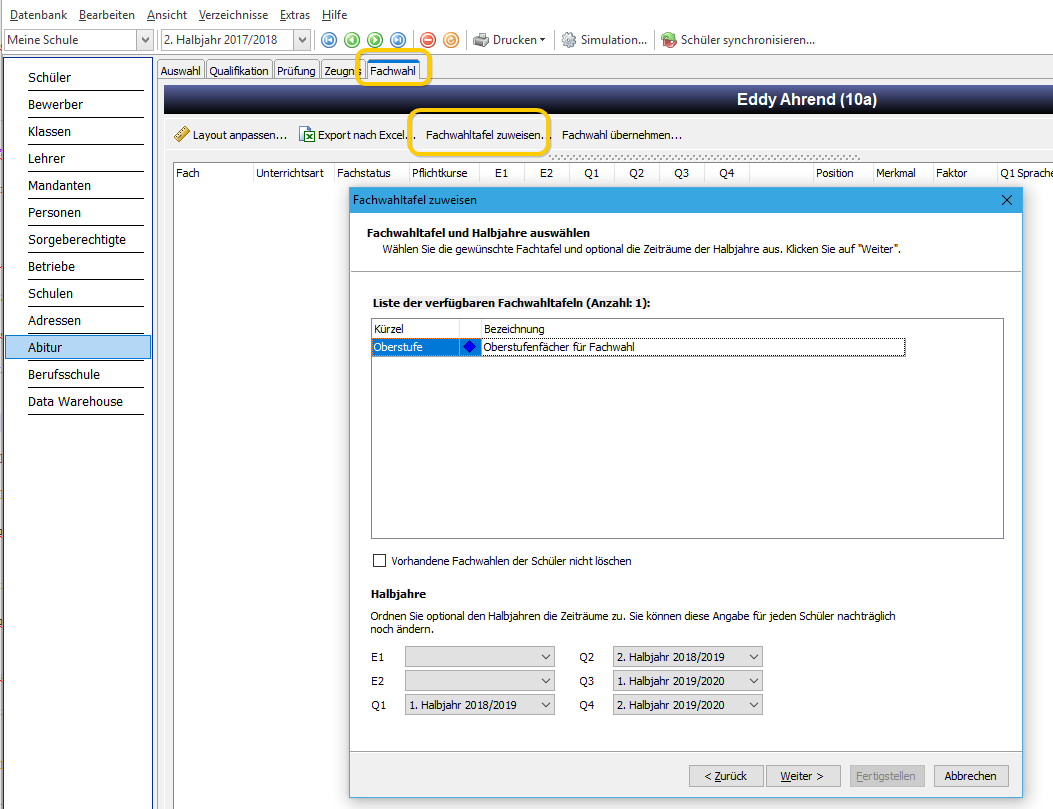 Datenbank Bearbeiten Ansicht Verzeichnisse Extras Hilfe
Meine Schule 2. Halbjahr 2017/2018 Drucken Simulation... Schüler synchronisieren...
Schüler
Bewerber
Klassen
Lehrer
Mandanten
Personen
Sorgeberechtigte
Betriebe
Schulen
Adressen
Abitur
Berufsschule
Data Warehouse
Auswahl Qualifikation Prüfung Zeugnis Fachwahl
Eddy Ahrend (10a)
Layout anpassen... Export nach Excel... Fachwahltafel zuweisen... Fachwahl übernehmen...
Fach Unterrichtsart Fachstatus Pflichtkurse E1 E2 Q1 Q2 Q3 Q4 Position Merkmal Faktor Q1 Sprache
Fachwahltafel zuweisen
Fachwahltafel und Halbjahre auswählen
Wählen Sie die gewünschte Fachtafel und optional die Zeiträume der Halbjahre aus. Klicken Sie auf "Weiter".
Liste der verfügbaren Fachwahltafeln (Anzahl: 1):
Kürzel Bezeichnung
Oberstufe Oberstufenfächer für Fachwahl
Vorhandene Fachwahlen der Schüler nicht löschen
Halbjahre
Ordnen Sie optional den Halbjahren die Zeiträume zu. Sie können diese Angabe für jeden Schüler nachträglich
noch ändern.
E1 Q2 2. Halbjahr 2018/2019
E2 Q3 1. Halbjahr 2019/2020
Q1 1. Halbjahr 2018/2019 Q4 2. Halbjahr 2019/2020
< Zurück Weiter > Fertigstellen Abbrechen